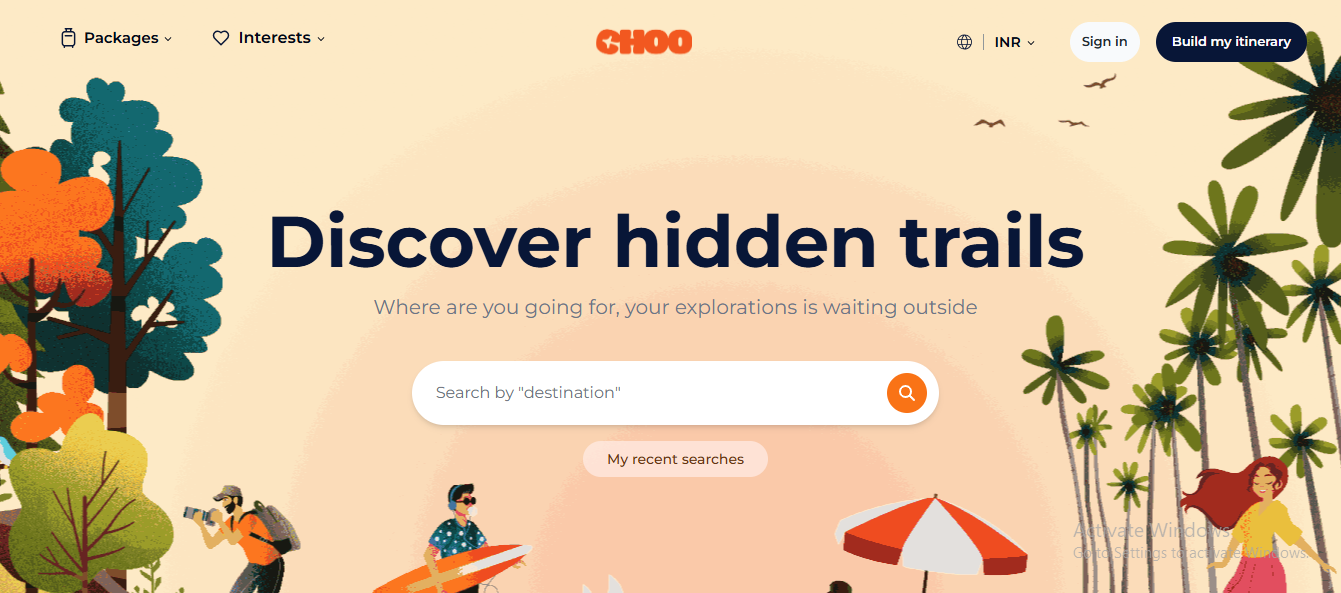 Packages
Interests
CHOO
INR
Sign in
Build my itinerary
Discover hidden trails
Where are you going for, your explorations is waiting outside
Search by "destination"
My recent searches
Activate Windows
Go to Settings to activate Windows.